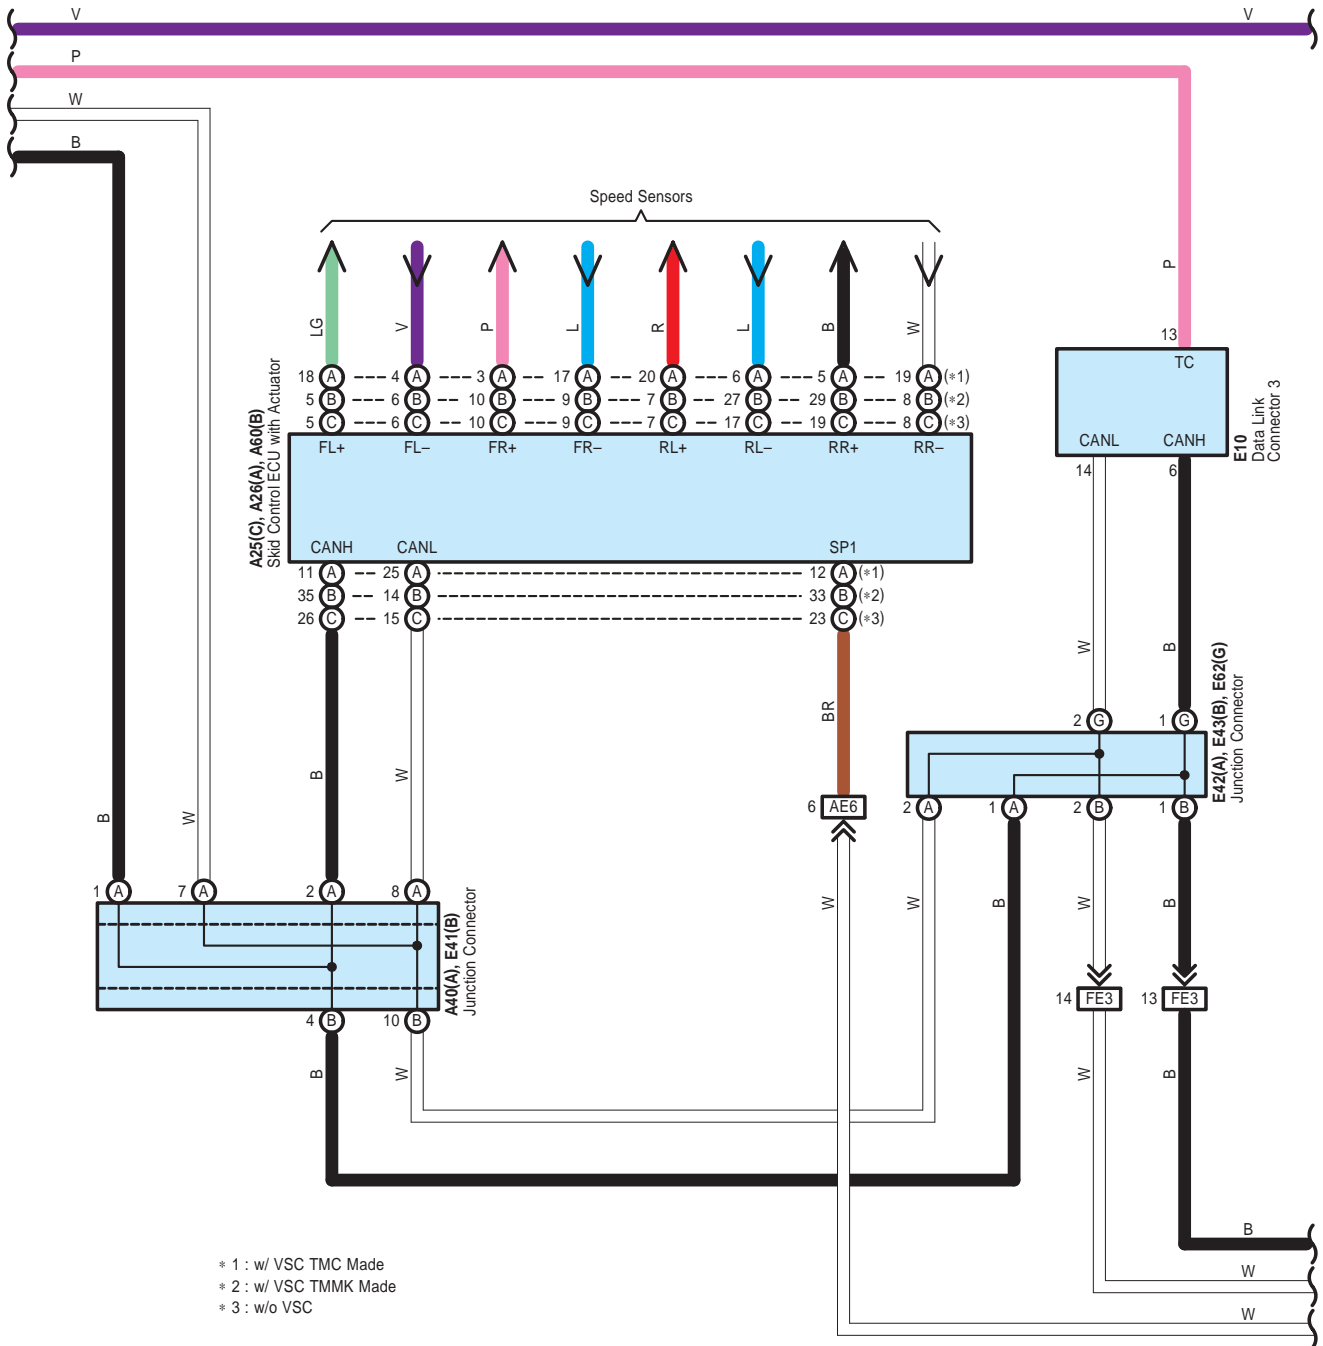 V V
P
W
B
Speed Sensors
LG V P L R L B W
P
18 A 4 A 3 A 17 A 20 A 6 A 5 A 19 A (*1)
5 B 6 B 10 B 9 B 7 B 27 B 29 B 8 B (*2)
5 C 6 C 10 C 9 C 7 C 17 C 19 C 8 C (*3)
FL+ FL– FR+ FR– RL+ RL– RR+ RR–
A25(C), A26(A), A60(B)
Skid Control ECU with Actuator
CANH CANL SP1
11 A 25 A 12 A (*1)
35 B 14 B 33 B (*2)
26 C 15 C 23 C (*3)
13
TC
CANL CANH
14 6
E10
Data Link
Connector 3
W B
BR
B W
2 G 1 G
E42(A), E43(B), E62(G)
Junction Connector
6 AE6
2 A 1 A 2 B 1 B
B W
W W B W B
1 A 7 A 2 A 8 A
A40(A), E41(B)
Junction Connector
4 B 10 B
14 FE3 13 FE3
B W W B
B
W
W
* 1 : w/ VSC TMC Made
* 2 : w/ VSC TMMK Made
* 3 : w/o VSC